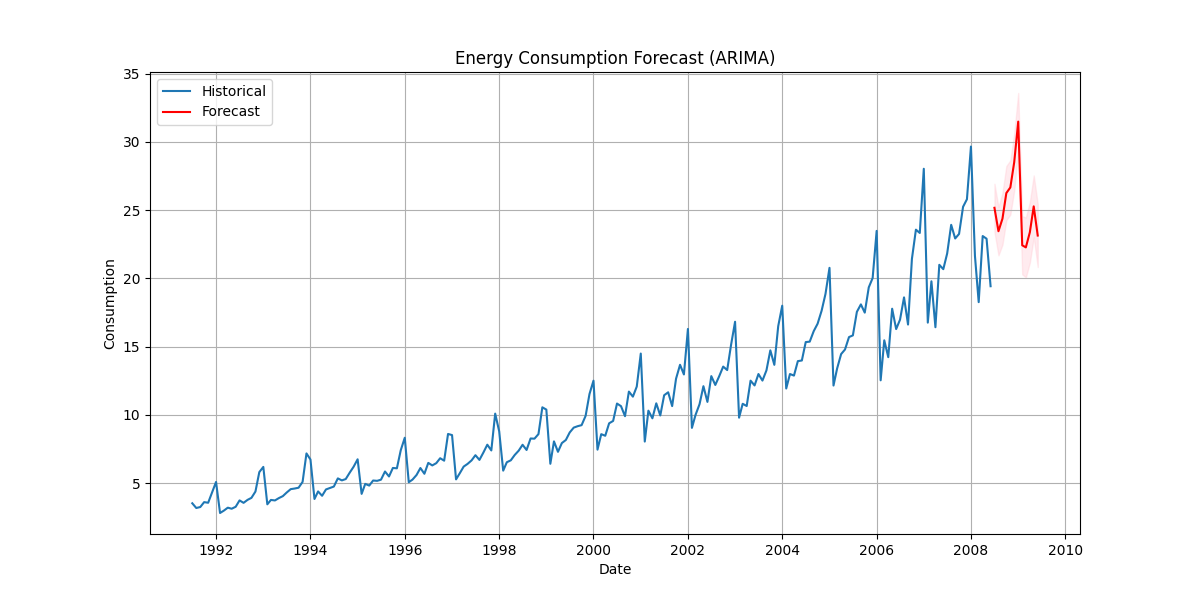 Energy Consumption Forecast (ARIMA)
Historical
Forecast
35
30
25
20
15
10
5
Consumption
1992 1994 1996 1998 2000 2002 2004 2006 2008 2010
Date